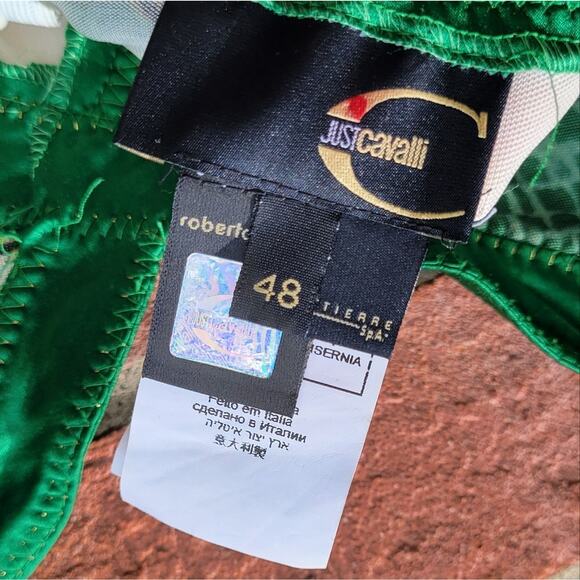 JUST cavalli
roberto
48
TIERRE
SpA
ISERNIA
Feito em Italia
сделано в Италии
ארץ יצור איטליה
意大利製